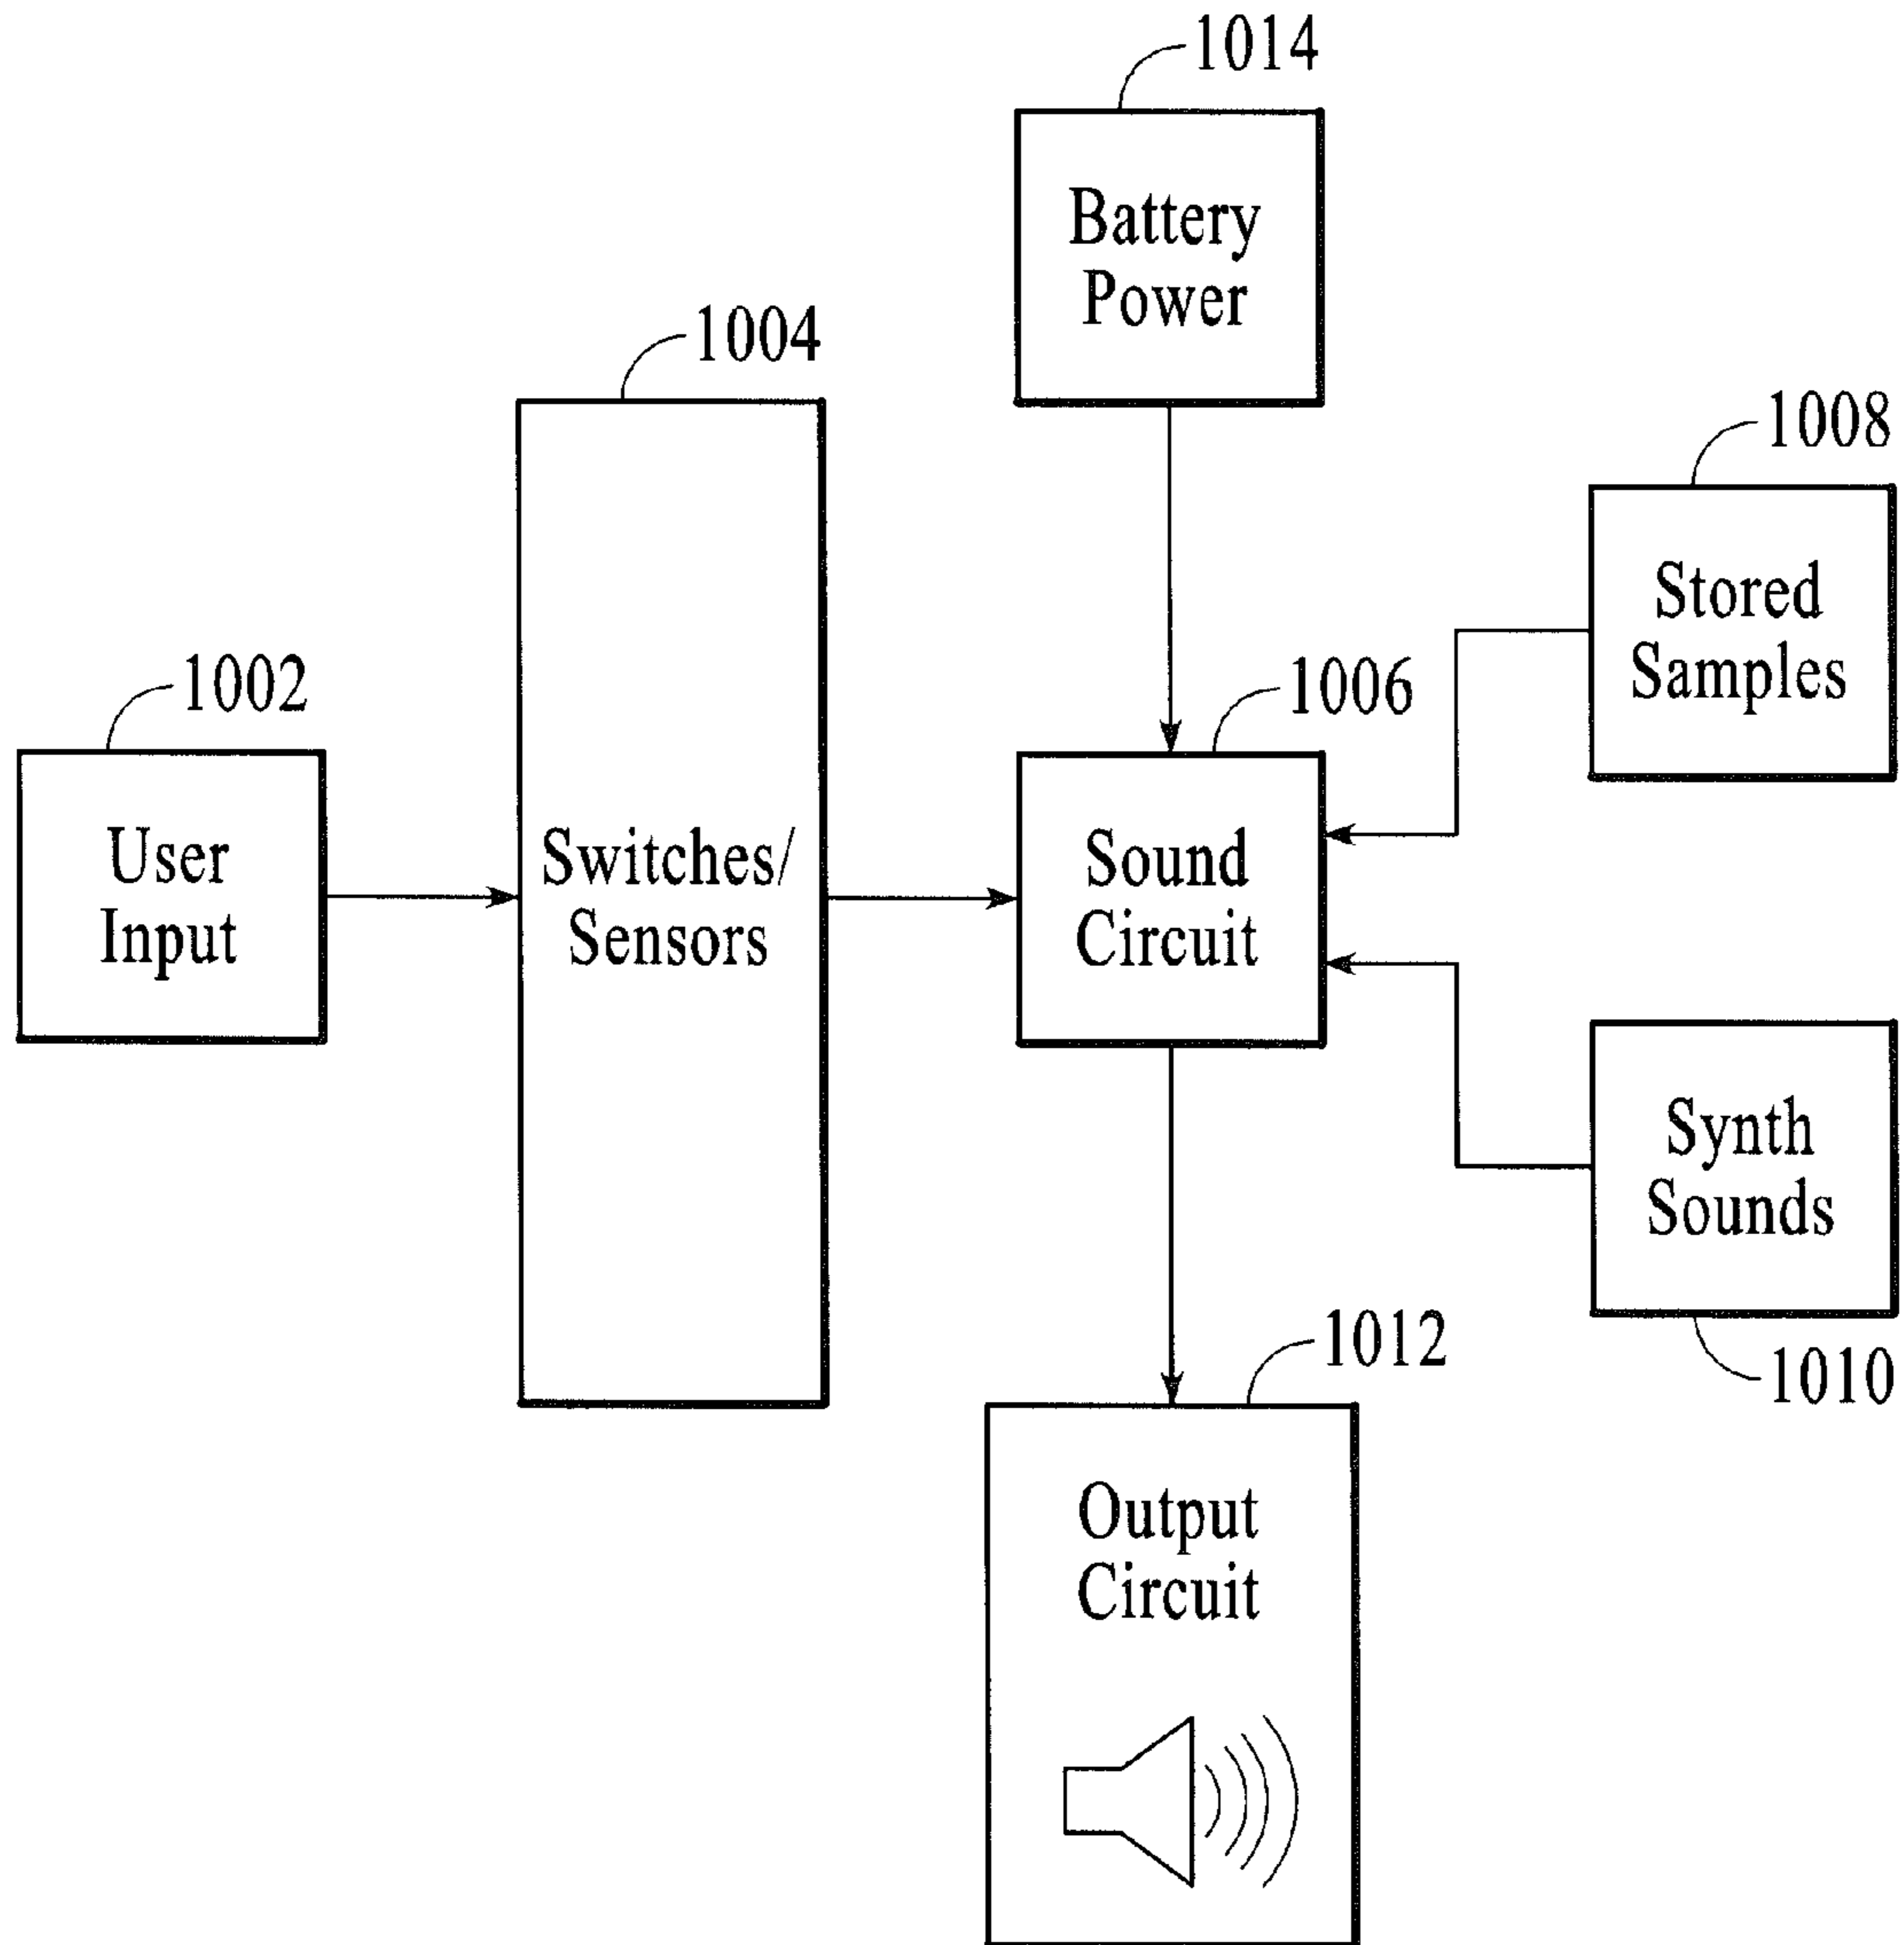 1014
Battery
Power
1004
1008
Stored
Samples
1002
1006
User
Input
Switches/
Sensors
Sound
Circuit
Synth
Sounds
1010
1012
Output
Circuit